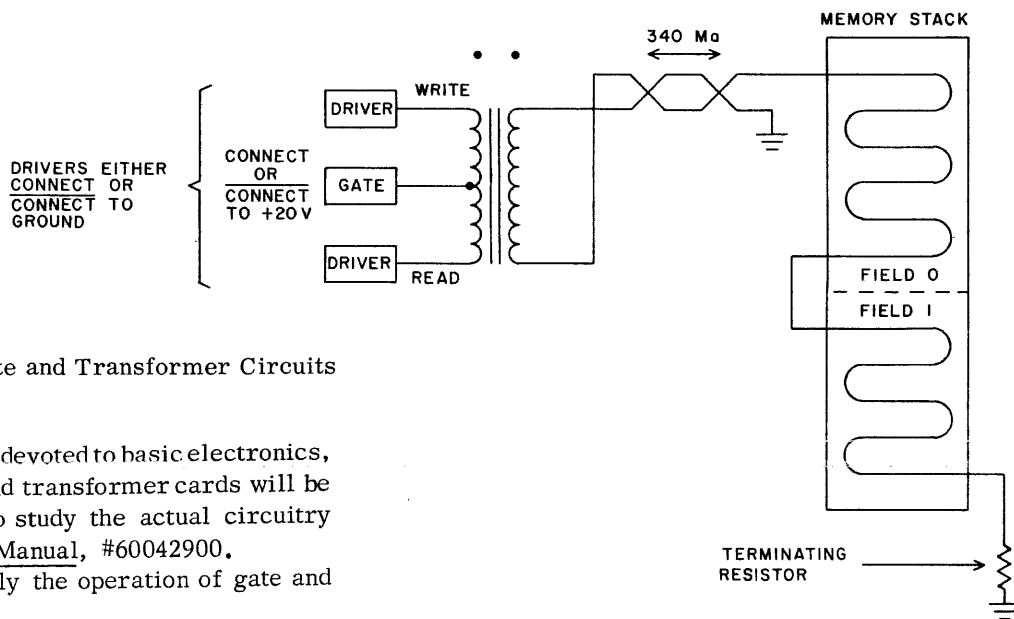 MEMORY STACK
340 Ma
WRITE
DRIVER
DRIVERS EITHER
CONNECT OR
CONNECT TO
GROUND
CONNECT
OR
CONNECT
TO +20V
GATE
DRIVER
READ
FIELD 0
FIELD 1
te and Transformer Circuits
devoted to basic electronics,
d transformer cards will be
o study the actual circuitry
Manual, #60042900.
ly the operation of gate and
TERMINATING
RESISTOR